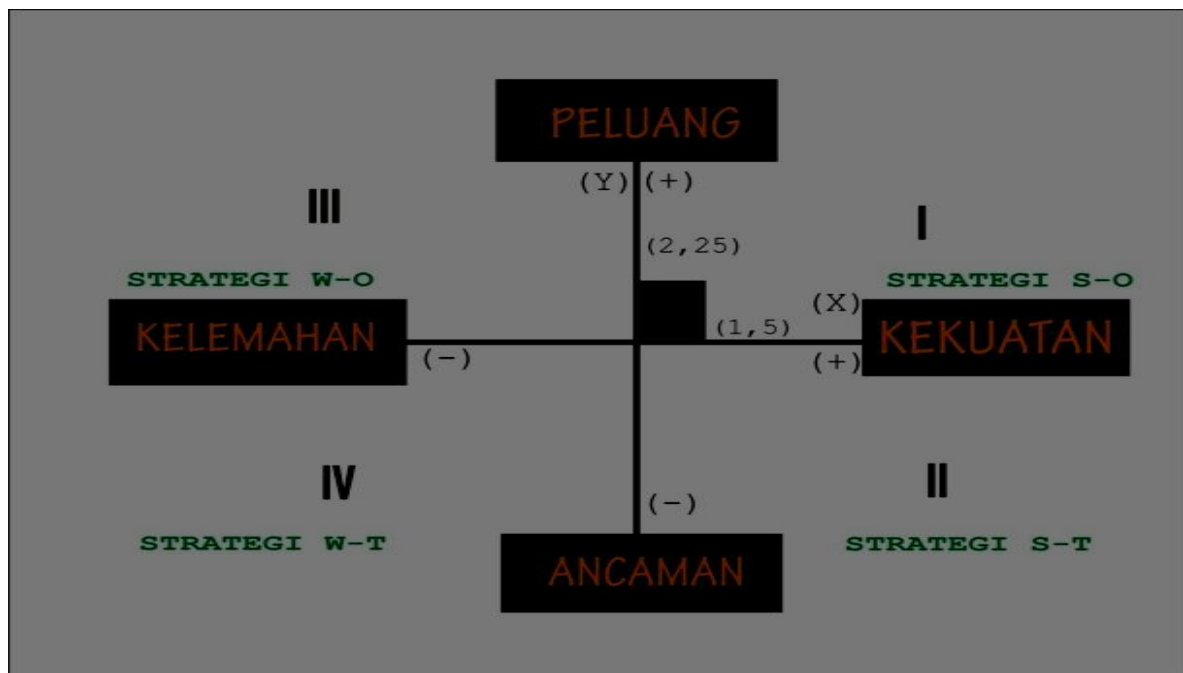 PELUANG
(Y) (+)
III
I
(2,25)
STRATEGI W-O
STRATEGI S-O
(X)
(1,5)
KELEMAHAN
KEKUATAN
(-)
(+)
IV
II
(-)
STRATEGI W-T
STRATEGI S-T
ANCAMAN